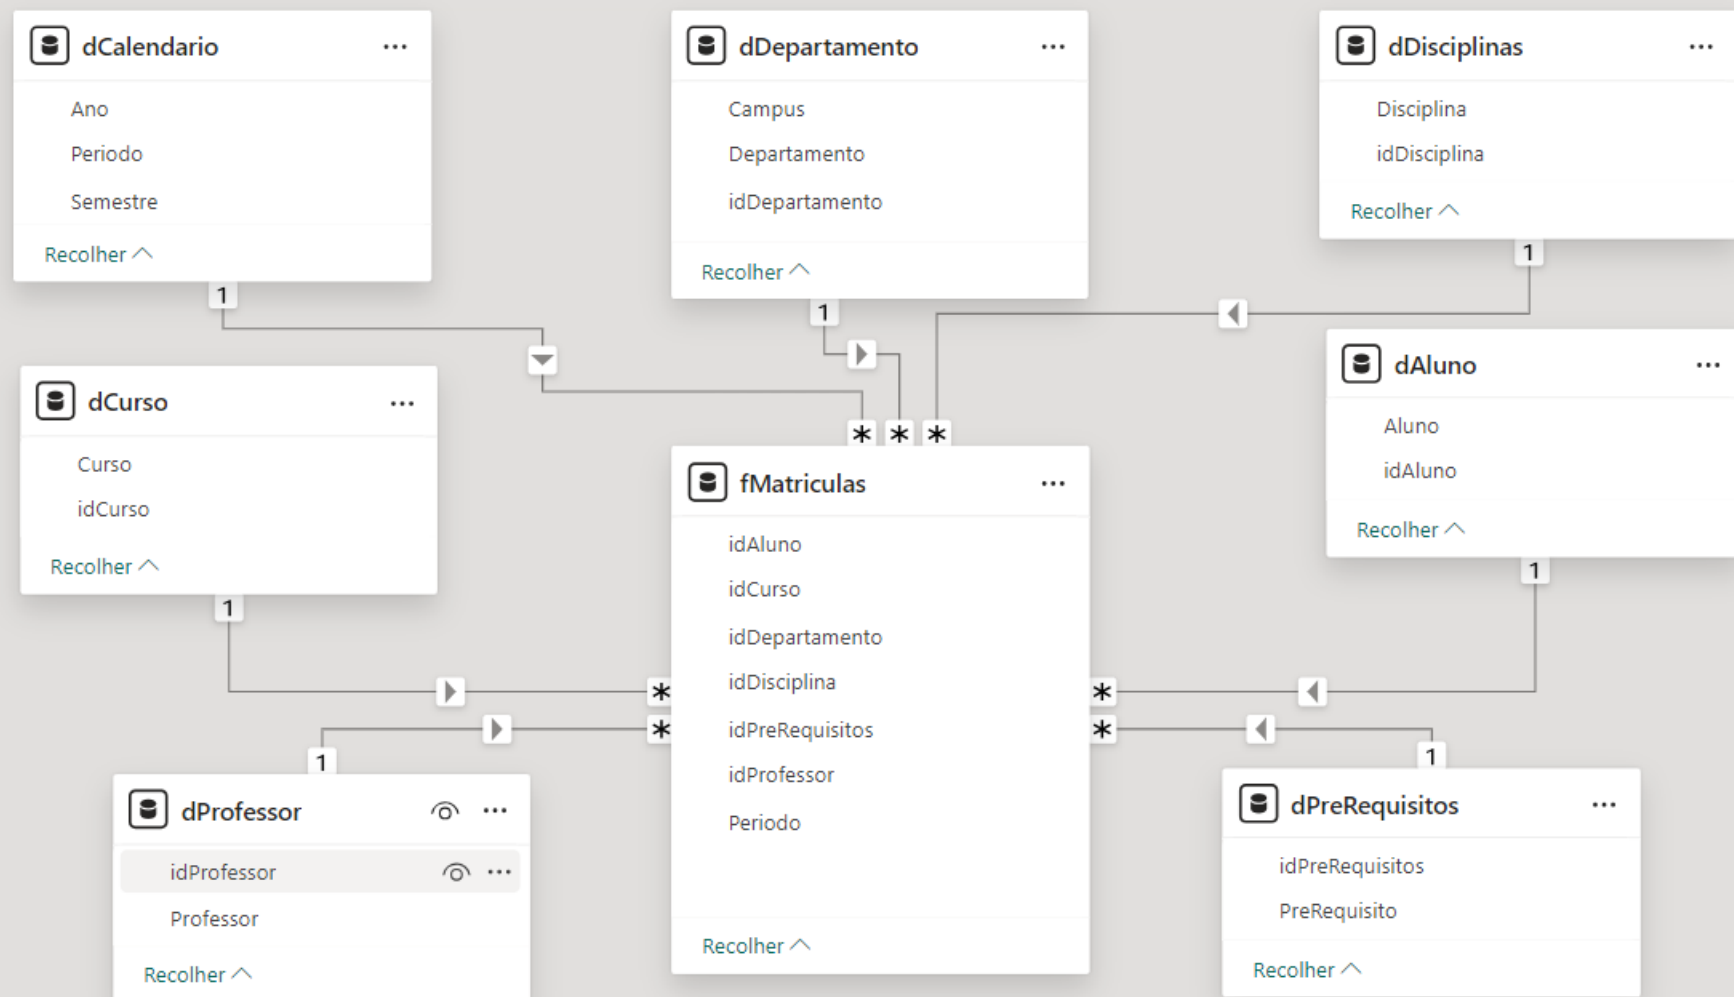 dCalendario
Ano
Periodo
Semestre
Recolher
1
dDepartamento
Campus
Departamento
idDepartamento
Recolher
1
dDisciplinas
Disciplina
idDisciplina
Recolher
1
dCurso
Curso
idCurso
Recolher
1
* * *
fMatriculas
idAluno
idCurso
idDepartamento
idDisciplina
idPreRequisitos
idProfessor
Periodo
Recolher
* *
* *
dAluno
Aluno
idAluno
Recolher
1
1
dProfessor
idProfessor
Professor
Recolher
1
dPreRequisitos
idPreRequisitos
PreRequisito
Recolher